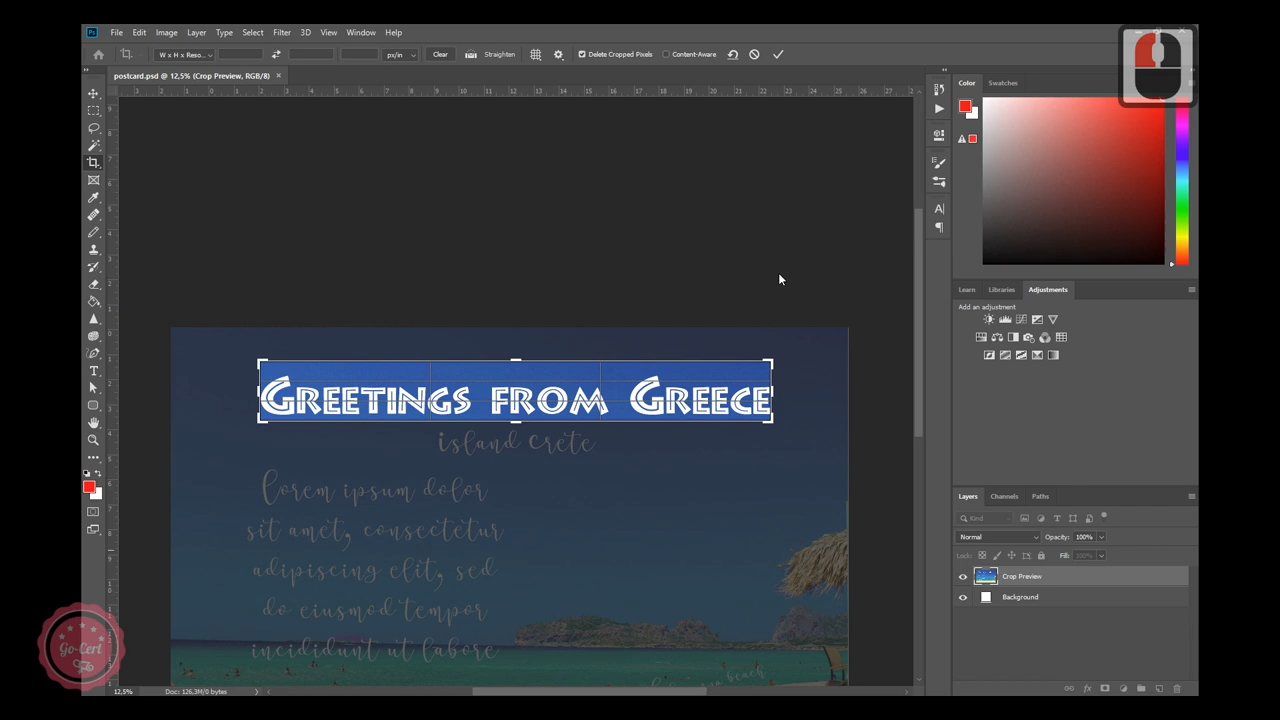 Ps File Edit Image Layer Type Select Filter 3D View Window Help
W x H x Reso... px/in Clear Straighten Delete Cropped Pixels Content-Aware
postcard.psd @ 12,5% (Crop Preview, RGB/8)
Color Swatches
Greetings from Greece
island Crete
Lorem ipsum dolor
sit amet, consectetur
adipiscing elit, sed
do eiusmod tempor
incididunt ut labore
beach
Learn Libraries Adjustments
Add an adjustment
Layers Channels Paths
Kind
Normal Opacity: 100%
Lock: Fill: 100%
Crop Preview
Background
12,5% Doc: 126,3M/0 bytes
Go-Cert